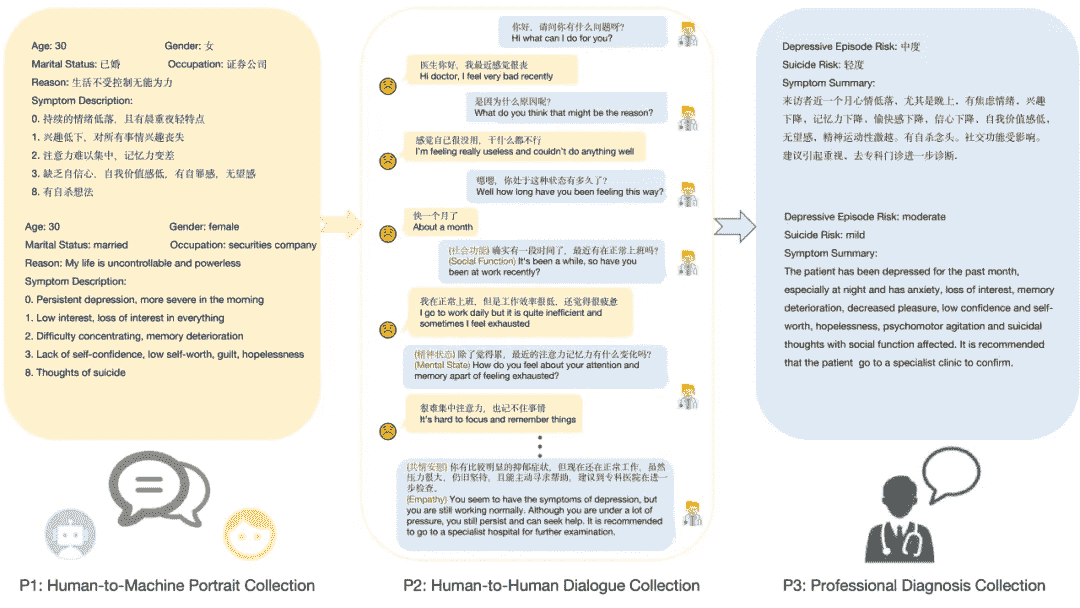 Age: 30 Gender: 女
Marital Status: 已婚 Occupation: 证券公司
Reason: 生活不受控制无能为力
Symptom Description:
0. 持续的情绪低落，且有晨重夜轻特点
1. 兴趣低下，对所有事情兴趣丧失
2. 注意力难以集中，记忆力变差
3. 缺乏自信心，自我价值感低，有自罪感，无望感
8. 有自杀想法
Age: 30 Gender: female
Marital Status: married Occupation: securities company
Reason: My life is uncontrollable and powerless
Symptom Description:
0. Persistent depression, more severe in the morning
1. Low interest, loss of interest in everything
2. Difficulty concentrating, memory deterioration
3. Lack of self-confidence, low self-worth, guilt, hopelessness
8. Thoughts of suicide
P1: Human-to-Machine Portrait Collection
你好，请问你有什么问题呀?
Hi what can I do for you?
医生你好，我最近感觉很丧
Hi doctor, I feel very bad recently
是因为什么原因呢?
What do you think that might be the reason?
感觉自己很没用，干什么都不行
I'm feeling really useless and couldn't do anything well
嗯嗯，你处于这种状态有多久了?
Well how long have you been feeling this way?
快一个月了
About a month
(社会功能) 确实有一段时间了，最近有在正常上班吗?
(Social Function) It's been a while, so have you
been at work recently?
我在正常上班，但是工作效率很低，还觉得很疲惫
I go to work daily but it is quite inefficient and
sometimes I feel exhausted
(精神状态) 除了觉得累，最近的注意力记忆力有什么变化吗?
(Mental State) How do you feel about your attention and
memory apart of feeling exhausted?
很难集中注意力，也记不住事情
It's hard to focus and remember things
(共情安慰) 你有比较明显的抑郁症状，但现在还在正常工作，虽然
压力很大，仍旧坚持，且能主动寻求帮助，建议到专科医院在进一
步检查。
(Empathy) You seem to have the symptoms of depression, but
you are still working normally. Although you are under a lot of
pressure, you still persist and can seek help. It is recommended
to go to a specialist hospital for further examination.
P2: Human-to-Human Dialogue Collection
Depressive Episode Risk: 中度
Suicide Risk: 轻度
Symptom Summary:
来访者近一个月心情低落，尤其是晚上，有焦虑情绪，兴趣
下降，记忆力下降，愉快感下降，信心下降，自我价值感低，
无望感，精神运动性激越。有自杀念头。社交功能受影响。
建议引起重视，去专科门诊进一步诊断.
Depressive Episode Risk: moderate
Suicide Risk: mild
Symptom Summary:
The patient has been depressed for the past month,
especially at night and has anxiety, loss of interest, memory
deterioration, decreased pleasure, low confidence and self-
worth, hopelessness, psychomotor agitation and suicidal
thoughts with social function affected. It is recommended
that the patient go to a specialist clinic to confirm.
P3: Professional Diagnosis Collection